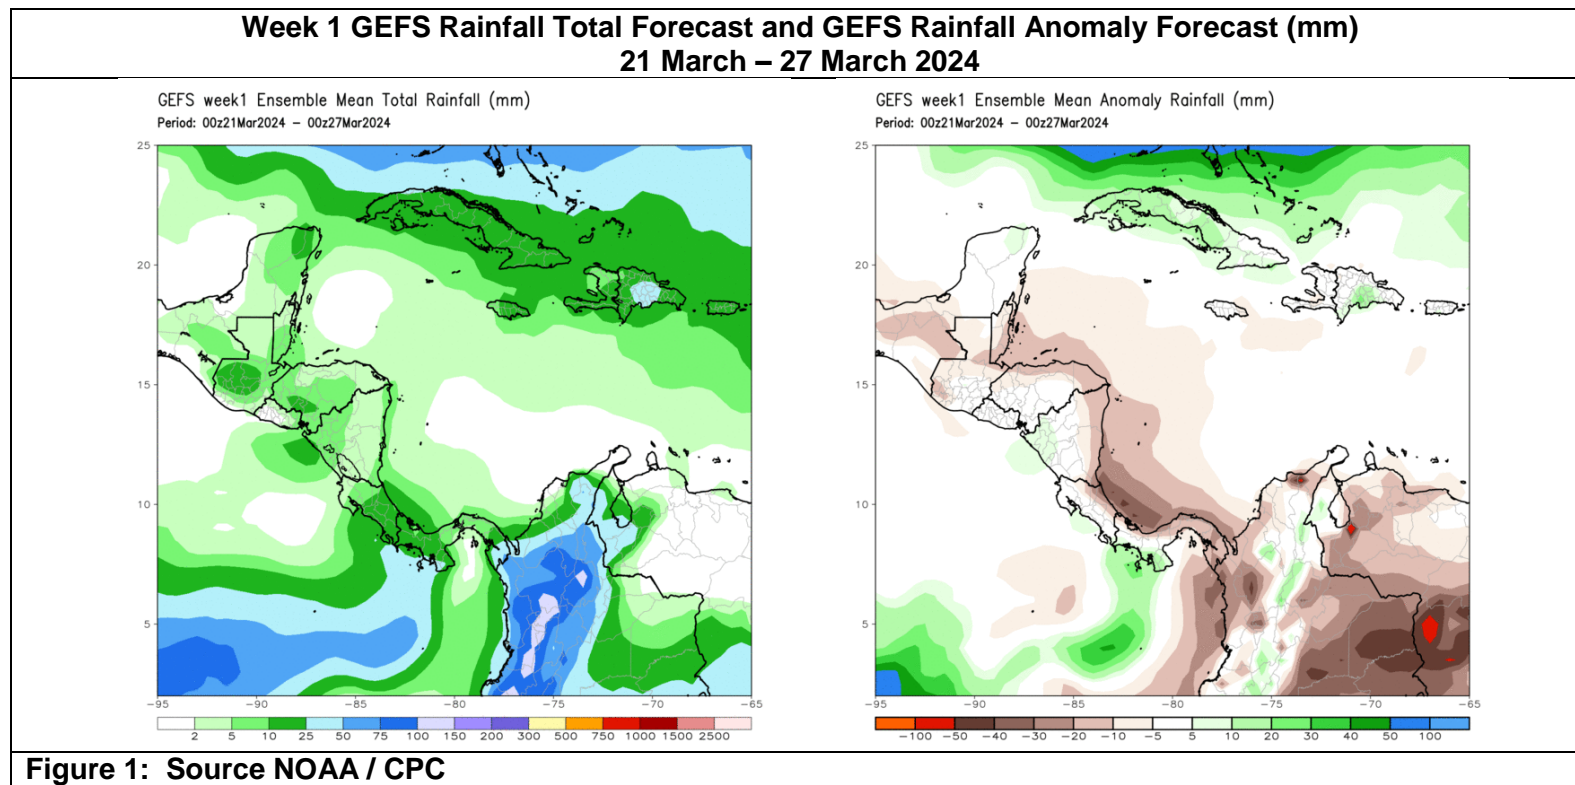 Week 1 GEFS Rainfall Total Forecast and GEFS Rainfall Anomaly Forecast (mm)
21 March – 27 March 2024
GEFS week1 Ensemble Mean Total Rainfall (mm)
Period: 00z21Mar2024 – 00z27Mar2024
25
20
15
10
5
−95 −90 −85 −80 −75 −70 −65
2 5 10 25 50 75 100 150 200 300 500 750 1000 1500 2500
GEFS week1 Ensemble Mean Anomaly Rainfall (mm)
Period: 00z21Mar2024 – 00z27Mar2024
25
20
15
10
5
−95 −90 −85 −80 −75 −70 −65
−100 −50 −40 −30 −20 −10 −5 5 10 20 30 40 50 100
Figure 1: Source NOAA / CPC